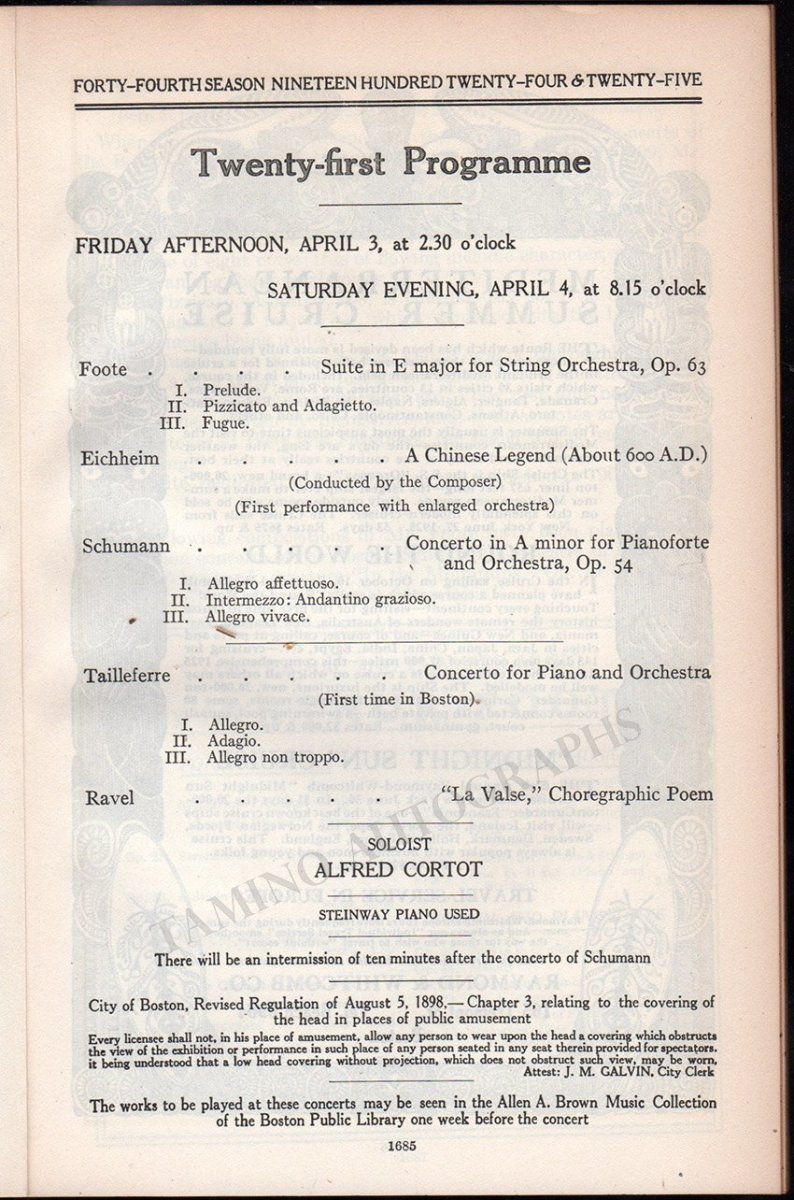 FORTY-FOURTH SEASON NINETEEN HUNDRED TWENTY-FOUR & TWENTY-FIVE
Twenty-first Programme
FRIDAY AFTERNOON, APRIL 3, at 2.30 o'clock
SATURDAY EVENING, APRIL 4, at 8.15 o'clock
Foote . . . . Suite in E major for String Orchestra, Op. 63
I. Prelude.
II. Pizzicato and Adagietto.
III. Fugue.
Eichheim . . . . . A Chinese Legend (About 600 A.D.)
(Conducted by the Composer)
(First performance with enlarged orchestra)
Schumann . . . . . Concerto in A minor for Pianoforte
and Orchestra, Op. 54
I. Allegro affettuoso.
II. Intermezzo: Andantino grazioso.
III. Allegro vivace.
Tailleferre . . . . . Concerto for Piano and Orchestra
(First time in Boston)
I. Allegro.
II. Adagio.
III. Allegro non troppo.
Ravel . . . . . "La Valse," Choregraphic Poem
SOLOIST
ALFRED CORTOT
STEINWAY PIANO USED
There will be an intermission of ten minutes after the concerto of Schumann
City of Boston, Revised Regulation of August 5, 1898,—Chapter 3, relating to the covering of
the head in places of public amusement
Every licensee shall not, in his place of amusement, allow any person to wear upon the head a covering which obstructs
the view of the exhibition or performance in such place of any person seated in any seat therein provided for spectators,
it being understood that a low head covering without projection, which does not obstruct such view, may be worn.
Attest: J. M. GALVIN, City Clerk
The works to be played at these concerts may be seen in the Allen A. Brown Music Collection
of the Boston Public Library one week before the concert
1685
TAMINO AUTOGRAPHS